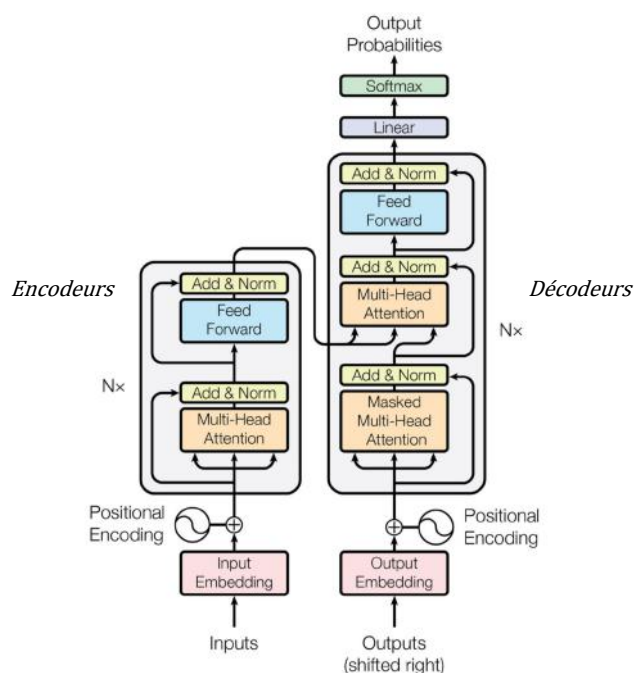 Output
Probabilities
Softmax
Linear
Add & Norm
Feed
Forward
Add & Norm
Multi-Head
Attention
Add & Norm
Masked
Multi-Head
Attention
Décodeurs
N×
Encodeurs
Add & Norm
Feed
Forward
N×
Add & Norm
Multi-Head
Attention
Positional
Encoding
Positional
Encoding
Input
Embedding
Output
Embedding
Inputs
Outputs
(shifted right)